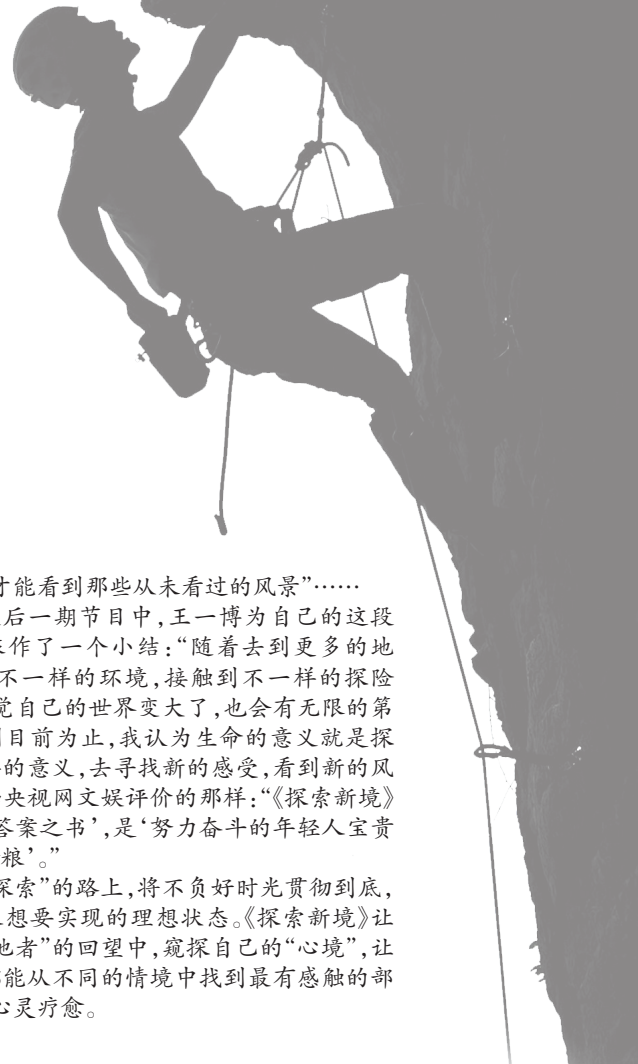 才能看到那些从未看过的风景”……
后一期节目中,王一博为自己的这段
作了一个小结:“随着去到更多的地
不一样的环境,接触到不一样的探险
觉自己的世界变大了,也会有无限的第
目前为止,我认为生命的意义就是探
的意义,去寻找新的感受,看到新的风
央视网文娱评价的那样:“《探索新境》
答案之书’,是‘努力奋斗的年轻人宝贵
粮’。”
探索”的路上,将不负好时光贯彻到底,
想要实现的理想状态。《探索新境》让
他者”的回望中,窥探自己的“心境”,让
能从不同的情境中找到最有感触的部
心灵疗愈。